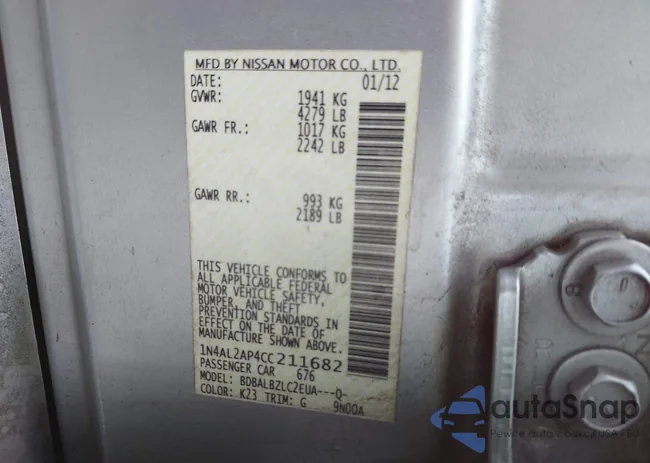 MFD BY NISSAN MOTOR CO., LTD.
DATE: 01/12
GVWR: 1941 KG
4279 LB
GAWR FR.: 1017 KG
2242 LB
GAWR RR.: 993 KG
2189 LB
THIS VEHICLE CONFORMS TO
ALL APPLICABLE FEDERAL
MOTOR VEHICLE SAFETY,
BUMPER, AND THEFT
PREVENTION STANDARDS IN
EFFECT ON THE DATE OF
MANUFACTURE SHOWN ABOVE.
1N4AL2AP4CC211682
PASSENGER CAR 676
MODEL: BDBALBZLC2EUA---Q-
COLOR: K23 TRIM: G 9N00A
autaSnap